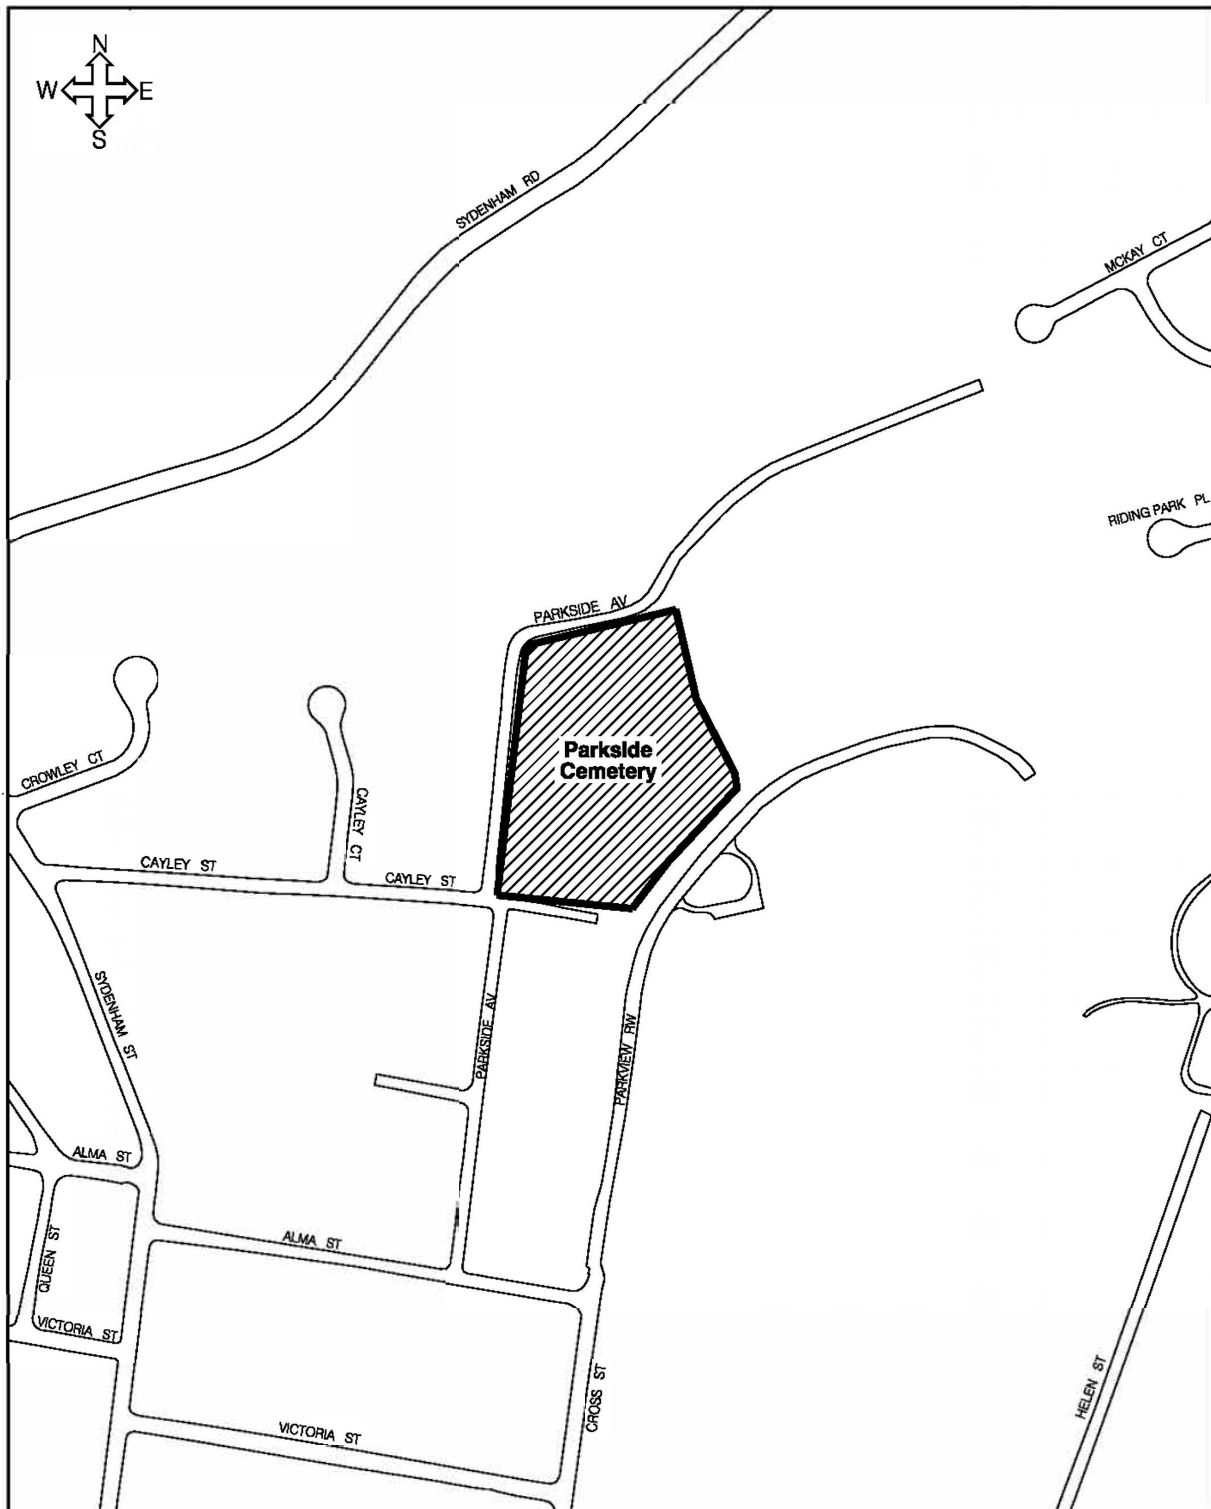 N
W E
S
SYDENHAM RD
MCKAY CT
RIDING PARK PL
PARKSIDE AV
Parkside
Cemetery
CROWLEY CT
CAYLEY CT
CAYLEY ST
CAYLEY ST
SYDENHAM ST
PARKSIDE AV
PARKVIEW RW
ALMA ST
QUEEN ST
ALMA ST
VICTORIA ST
CROSS ST
HELEN ST
VICTORIA ST